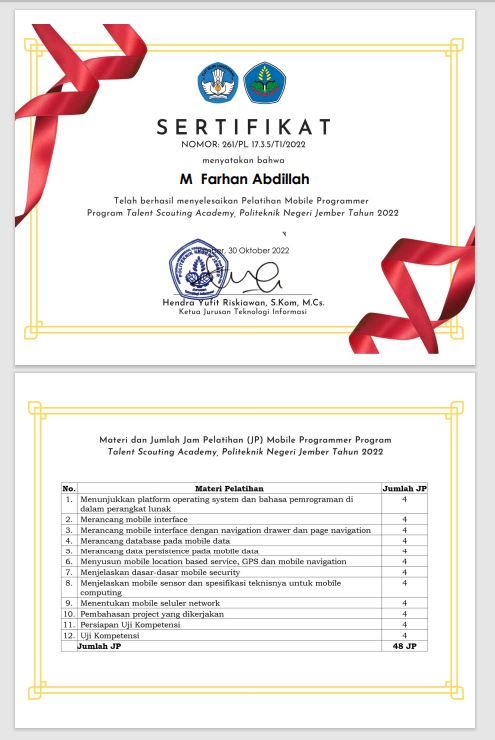 SERTIFIKAT
NOMOR: 261/PL 17.3.5/TI/2022
menyatakan bahwa
M Farhan Abdillah
Telah berhasil menyelesaikan Pelatihan Mobile Programmer
Program Talent Scouting Academy, Politeknik Negeri Jember Tahun 2022
30 Oktober 2022
Hendra Yufit Riskiawan, S.Kom, M.Cs.
Ketua Jurusan Teknologi Informasi
Materi dan Jumlah Jam Pelatihan (JP) Mobile Programmer Program
Talent Scouting Academy, Politeknik Negeri Jember Tahun 2022
No. Materi Pelatihan Jumlah JP
1. Menunjukkan platform operating system dan bahasa pemrograman di 4
dalam perangkat lunak
2. Merancang mobile interface 4
3. Merancang mobile interface dengan navigation drawer dan page navigation 4
4. Merancang database pada mobile data 4
5. Merancang data persistence pada mobile data 4
6. Menyusun mobile location based service, GPS dan mobile navigation 4
7. Menjelaskan dasar-dasar mobile security 4
8. Menjelaskan mobile sensor dan spesifikasi teknisnya untuk mobile 4
computing
9. Menentukan mobile seluler network 4
10. Pembahasan project yang dikerjakan 4
11. Persiapan Uji Kompetensi 4
12. Uji Kompetensi 4
Jumlah JP 48 JP